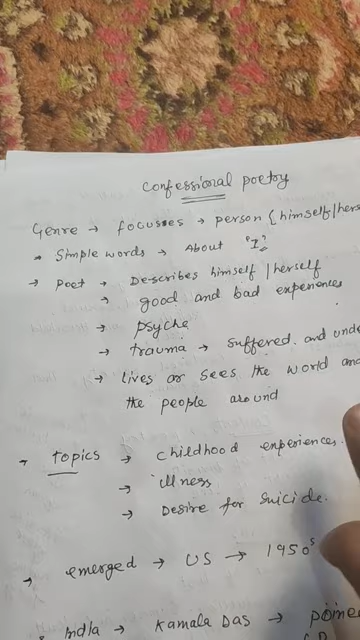 Confessional poetry
Genre → focusses → person { himself/hers
• Simple words → About "I"
→ poet → Describes himself / herself
→ good and bad experiences
→ psyche
→ trauma → suffered and unde
→ lives or sees the world and
the people around
→ topics → childhood experiences.
→ illness
→ Desire for suicide.
→ emerged → US → 1950s
India → Kamala Das →